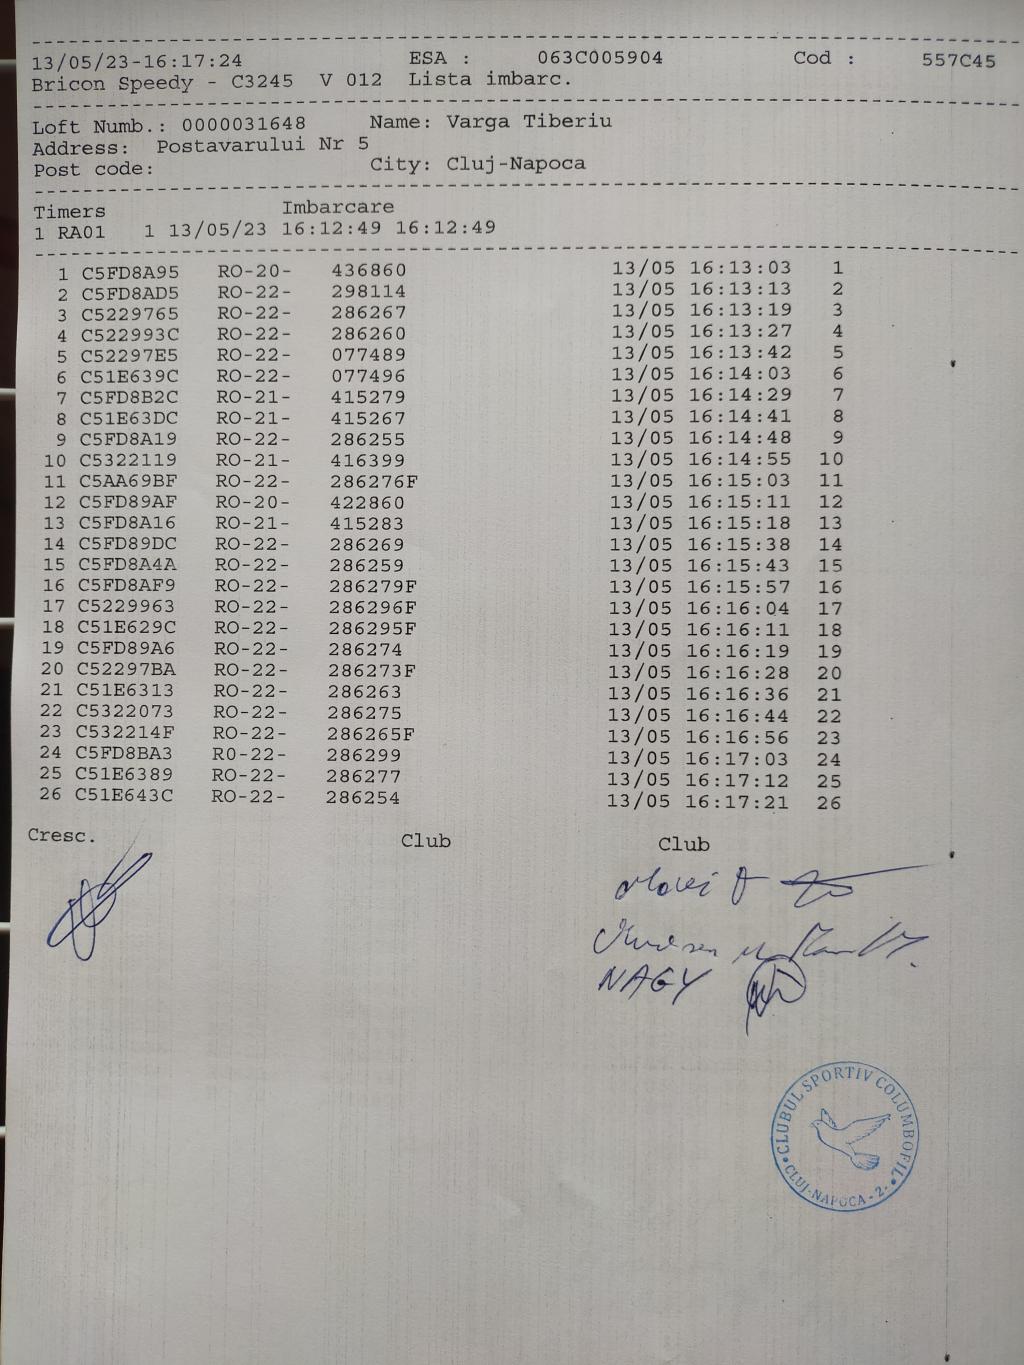 13/05/23-16:17:24 ESA : 063C005904 Cod : 557C45
Bricon Speedy - C3245 V 012 Lista imbarc.
Loft Numb.: 0000031648 Name: Varga Tiberiu
Address: Postavarului Nr 5
Post code: City: Cluj-Napoca
Timers Imbarcare
1 RA01 1 13/05/23 16:12:49 16:12:49
1 C5FD8A95 RO-20- 436860 13/05 16:13:03 1
2 C5FD8AD5 RO-22- 298114 13/05 16:13:13 2
3 C5229765 RO-22- 286267 13/05 16:13:19 3
4 C522993C RO-22- 286260 13/05 16:13:27 4
5 C52297E5 RO-22- 077489 13/05 16:13:42 5
6 C51E639C RO-22- 077496 13/05 16:14:03 6
7 C5FD8B2C RO-21- 415279 13/05 16:14:29 7
8 C51E63DC RO-21- 415267 13/05 16:14:41 8
9 C5FD8A19 RO-22- 286255 13/05 16:14:48 9
10 C5322119 RO-21- 416399 13/05 16:14:55 10
11 C5AA69BF RO-22- 286276F 13/05 16:15:03 11
12 C5FD89AF RO-20- 422860 13/05 16:15:11 12
13 C5FD8A16 RO-21- 415283 13/05 16:15:18 13
14 C5FD89DC RO-22- 286269 13/05 16:15:38 14
15 C5FD8A4A RO-22- 286259 13/05 16:15:43 15
16 C5FD8AF9 RO-22- 286279F 13/05 16:15:57 16
17 C5229963 RO-22- 286296F 13/05 16:16:04 17
18 C51E629C RO-22- 286295F 13/05 16:16:11 18
19 C5FD89A6 RO-22- 286274 13/05 16:16:19 19
20 C52297BA RO-22- 286273F 13/05 16:16:28 20
21 C51E6313 RO-22- 286263 13/05 16:16:36 21
22 C5322073 RO-22- 286275 13/05 16:16:44 22
23 C532214F RO-22- 286265F 13/05 16:16:56 23
24 C5FD8BA3 R0-22- 286299 13/05 16:17:03 24
25 C51E6389 RO-22- 286277 13/05 16:17:12 25
26 C51E643C RO-22- 286254 13/05 16:17:21 26
Cresc. Club Club
NAGY
CLUBUL SPORTIV COLUMBOFIL
CLUJ-NAPOCA - 2 -